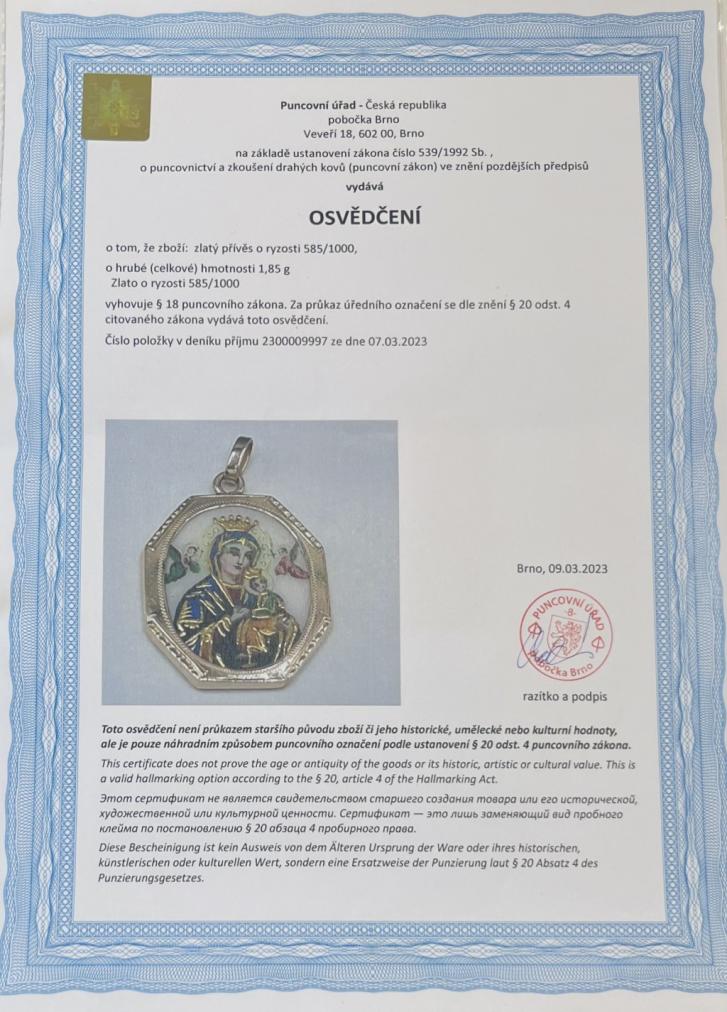 Puncovní úřad - Česká republika
pobočka Brno
Veveří 18, 602 00, Brno
na základě ustanovení zákona číslo 539/1992 Sb. ,
o puncovnictví a zkoušení drahých kovů (puncovní zákon) ve znění pozdějších předpisů
vydává
OSVĚDČENÍ
o tom, že zboží: zlatý přívěs o ryzosti 585/1000,
o hrubé (celkové) hmotnosti 1,85 g
Zlato o ryzosti 585/1000
vyhovuje § 18 puncovního zákona. Za průkaz úředního označení se dle znění § 20 odst. 4
citovaného zákona vydává toto osvědčení.
Číslo položky v deníku příjmu 2300009997 ze dne 07.03.2023
Brno, 09.03.2023
PUNCOVNÍ ÚŘAD
-8-
pobočka Brno
razítko a podpis
Toto osvědčení není průkazem staršího původu zboží či jeho historické, umělecké nebo kulturní hodnoty,
ale je pouze náhradním způsobem puncovního označení podle ustanovení § 20 odst. 4 puncovního zákona.
This certificate does not prove the age or antiquity of the goods or its historic, artistic or cultural value. This is
a valid hallmarking option according to the § 20, article 4 of the Hallmarking Act.
Этот сертификат не является свидетельством старшего создания товара или его исторической,
художественной или культурной ценности. Сертификат — это лишь заменяющий вид пробного
клейма по постановлению § 20 абзаца 4 пробирного права.
Diese Bescheinigung ist kein Ausweis von dem Älteren Ursprung der Ware oder ihres historischen,
künstlerischen oder kulturellen Wert, sondern eine Ersatzweise der Punzierung laut § 20 Absatz 4 des
Punzierungsgesetzes.